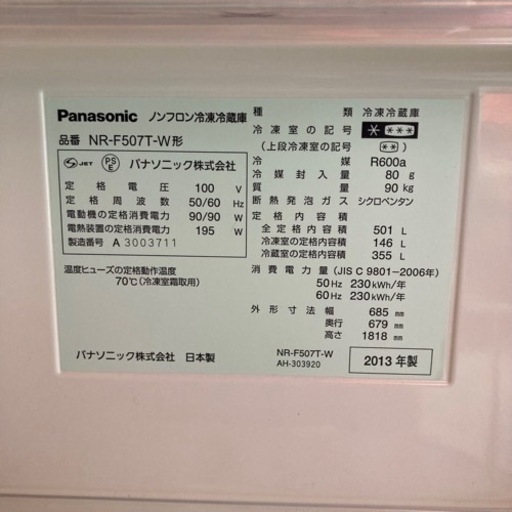 Panasonic ノンフロン冷凍冷蔵庫
品番 NR-F507T-W形
S JET PS E パナソニック株式会社
定格電圧 100 V
定格周波数 50/60 Hz
電動機の定格消費電力 90/90 W
電熱装置の定格消費電力 195 W
製造番号 A 3003711
温度ヒューズの定格動作温度
70℃(冷凍室霜取用)
パナソニック株式会社 日本製
種類 冷凍冷蔵庫
冷凍室の記号 * ***
(上段冷凍室の記号) **
冷媒 R600a
冷媒封入量 80 g
質量 90 kg
断熱発泡ガス シクロペンタン
定格内容積
全定格内容積 501 L
冷凍室の定格内容積 146 L
冷蔵室の定格内容積 355 L
消費電力量 (JIS C 9801-2006年)
50 Hz 230 kWh/年
60 Hz 230 kWh/年
外形寸法 幅 685 mm
奥行 679 mm
高さ 1818 mm
NR-F507T-W
AH-303920
2013 年製